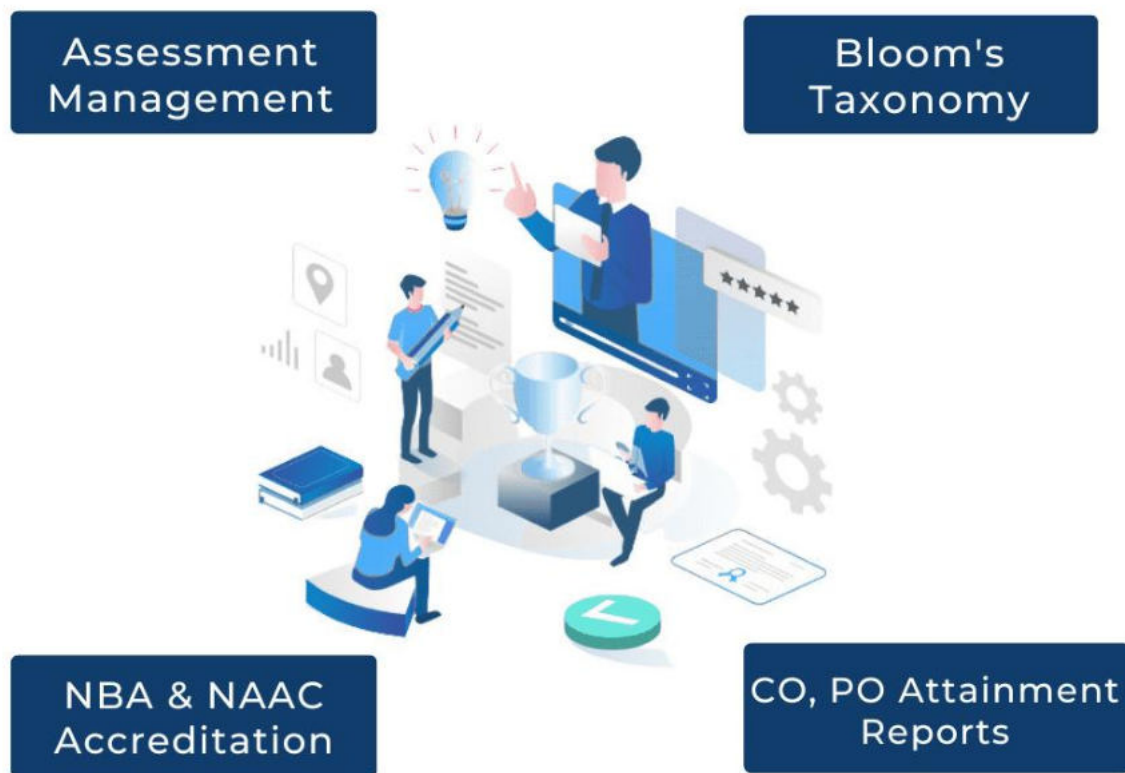 Assessment
Management
Bloom's
Taxonomy
NBA & NAAC
Accreditation
CO, PO Attainment
Reports